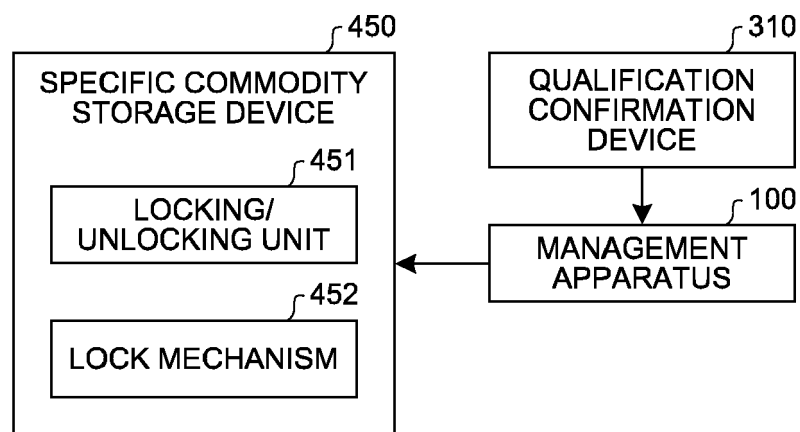 450
SPECIFIC COMMODITY
STORAGE DEVICE
451
LOCKING/
UNLOCKING UNIT
452
LOCK MECHANISM
310
QUALIFICATION
CONFIRMATION
DEVICE
100
MANAGEMENT
APPARATUS